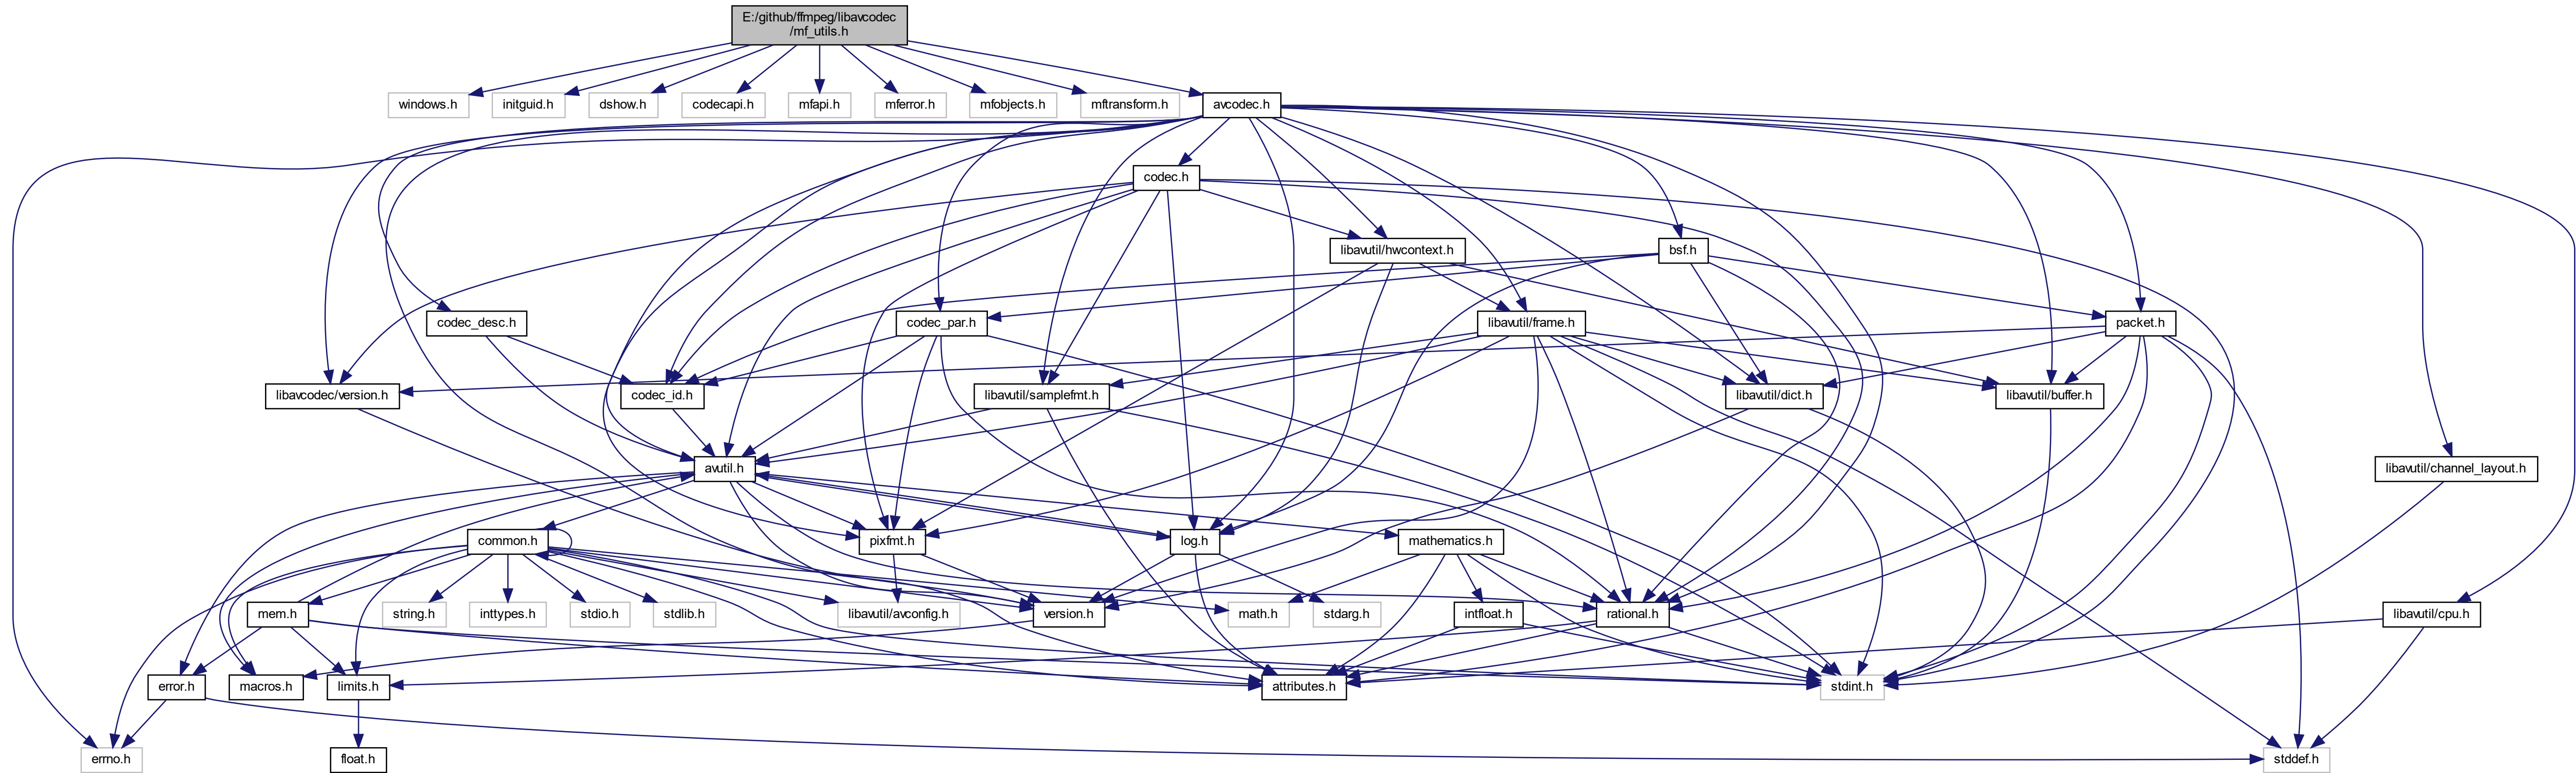 E:/github/ffmpeg/libavcodec
/mf_utils.h
windows.h
initguid.h
dshow.h
codecapi.h
mfapi.h
mferror.h
mfobjects.h
mftransform.h
avcodec.h
codec.h
libavutil/hwcontext.h
bsf.h
codec_desc.h
codec_par.h
libavutil/frame.h
packet.h
libavcodec/version.h
codec_id.h
libavutil/samplefmt.h
libavutil/dict.h
libavutil/buffer.h
avutil.h
libavutil/channel_layout.h
common.h
pixfmt.h
log.h
mathematics.h
mem.h
string.h
inttypes.h
stdio.h
stdlib.h
libavutil/avconfig.h
version.h
math.h
stdarg.h
intfloat.h
rational.h
libavutil/cpu.h
error.h
macros.h
limits.h
attributes.h
stdint.h
errno.h
float.h
stddef.h